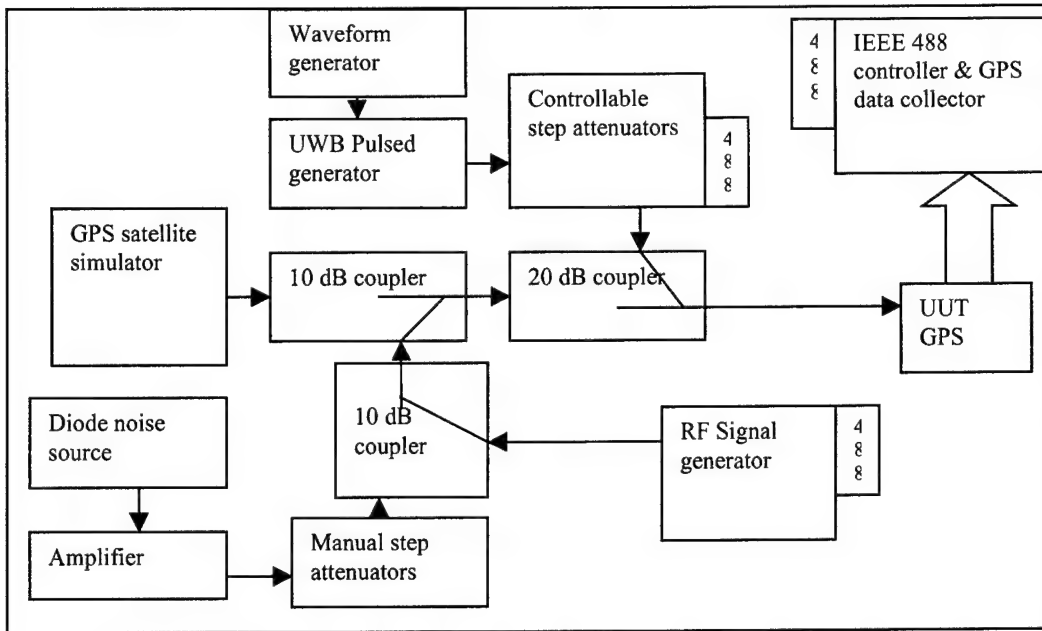 Waveform
generator
4
8
8
IEEE 488
controller & GPS
data collector
Controllable
step attenuators
4
8
8
UWB Pulsed
generator
GPS satellite
simulator
10 dB coupler
20 dB coupler
UUT
GPS
Diode noise
source
10 dB
coupler
RF Signal
generator
4
8
8
Amplifier
Manual step
attenuators